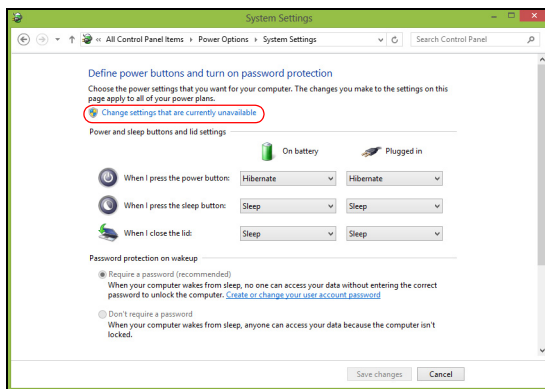 System Settings
« All Control Panel Items ▸ Power Options ▸ System Settings
Search Control Panel
Define power buttons and turn on password protection
Choose the power settings that you want for your computer. The changes you make to the settings on this
page apply to all of your power plans.
Change settings that are currently unavailable
Power and sleep buttons and lid settings
On battery Plugged in
When I press the power button: Hibernate Hibernate
When I press the sleep button: Sleep Sleep
When I close the lid: Sleep Sleep
Password protection on wakeup
Require a password (recommended)
When your computer wakes from sleep, no one can access your data without entering the correct
password to unlock the computer. Create or change your user account password
Don't require a password
When your computer wakes from sleep, anyone can access your data because the computer isn't
locked.
Save changes Cancel